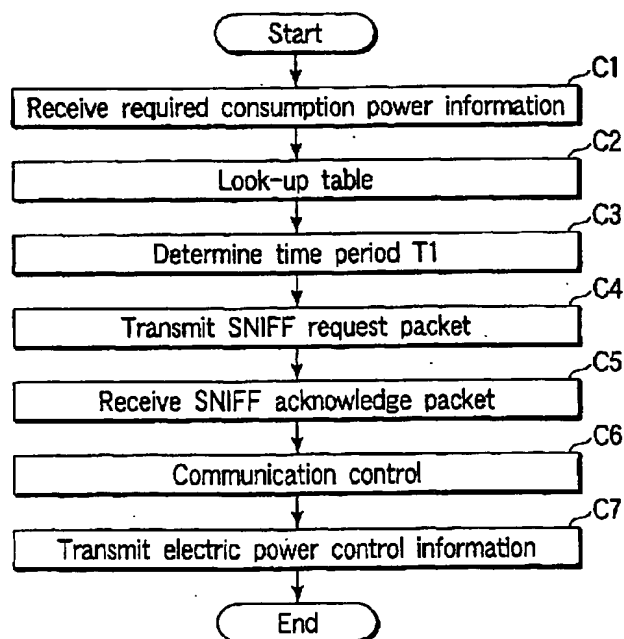 Start
C1
Receive required consumption power information
C2
Look-up table
C3
Determine time period T1
C4
Transmit SNIFF request packet
C5
Receive SNIFF acknowledge packet
C6
Communication control
C7
Transmit electric power control information
End